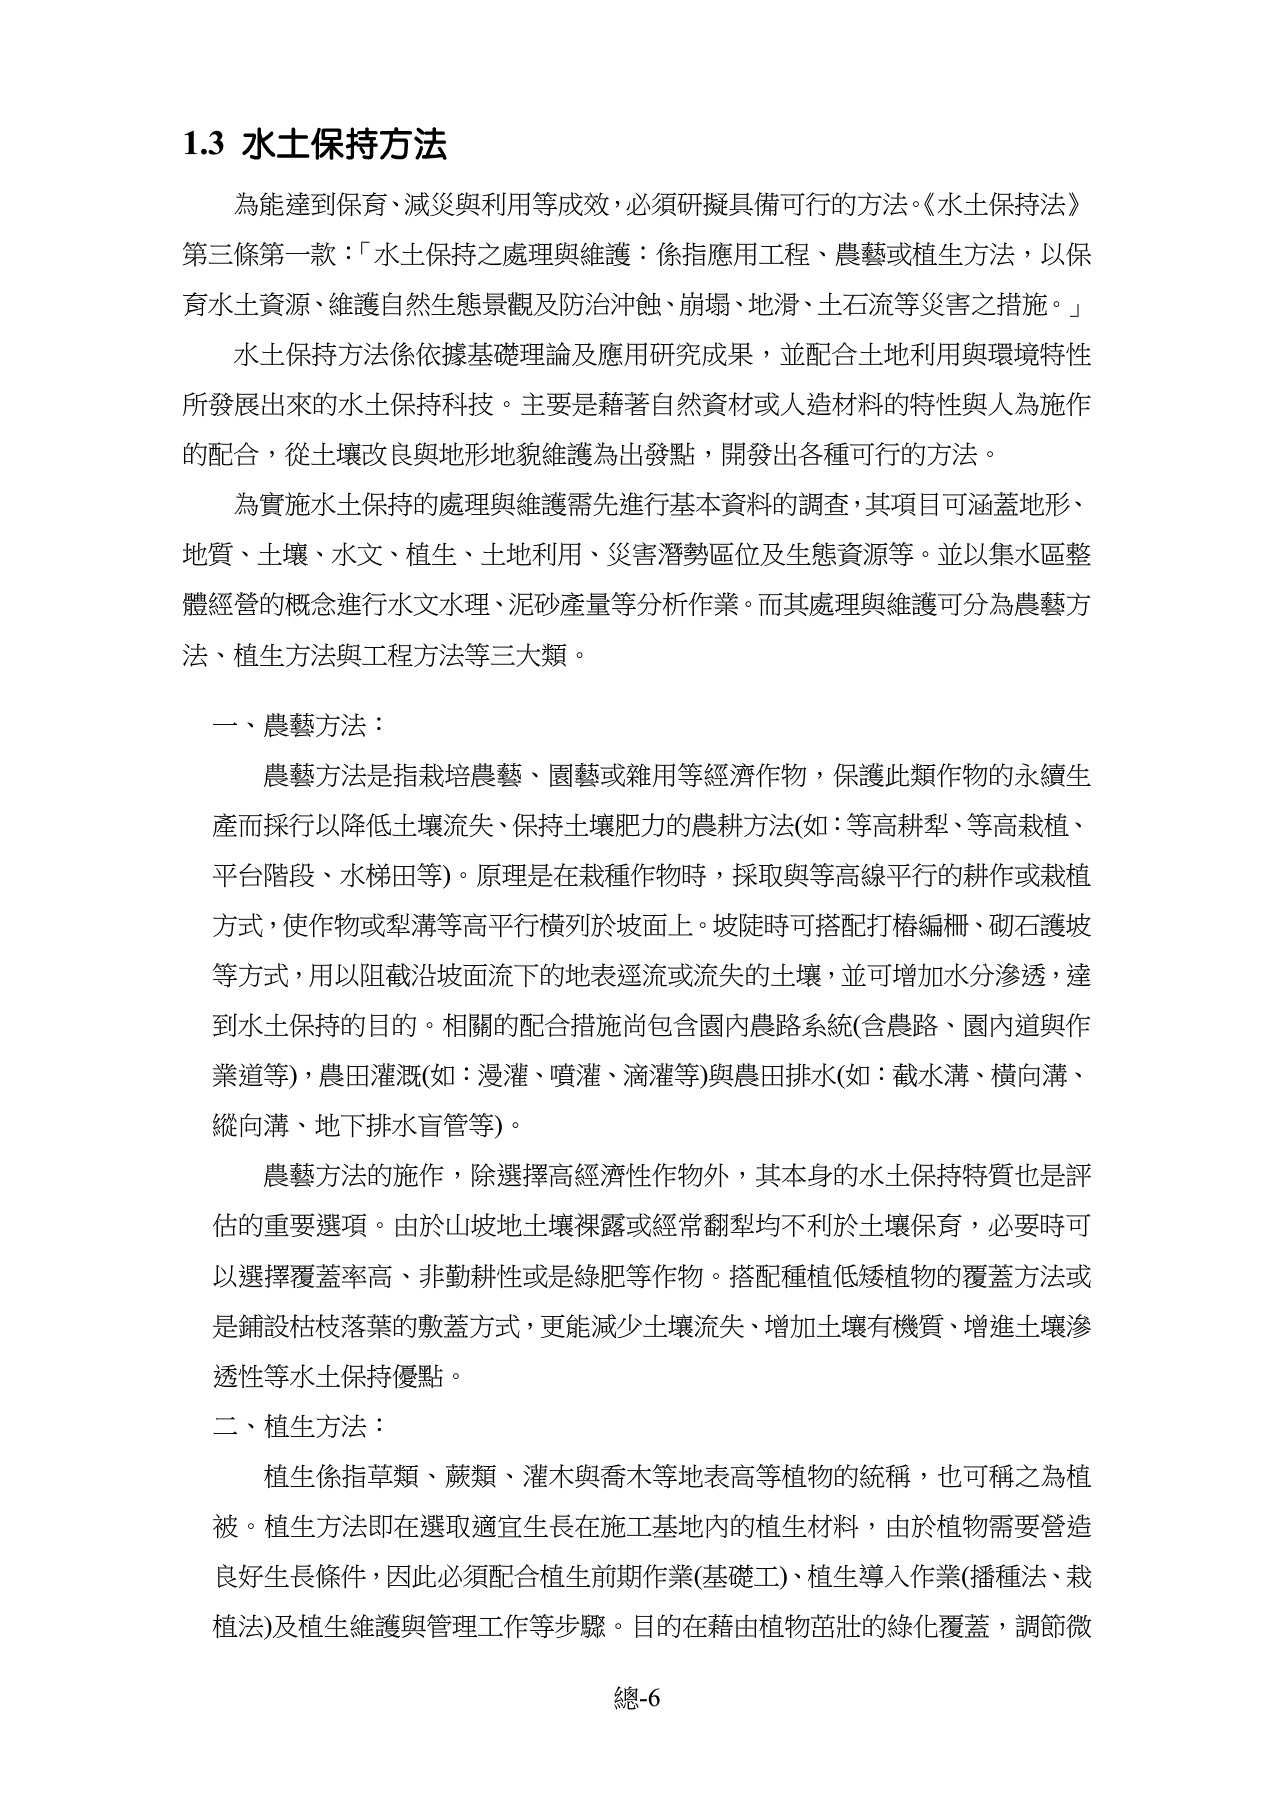 1.3 水土保持方法
為能達到保育、減災與利用等成效，必須研擬具備可行的方法。《水土保持法》
第三條第一款：「水土保持之處理與維護：係指應用工程、農藝或植生方法，以保
育水土資源、維護自然生態景觀及防治沖蝕、崩塌、地滑、土石流等災害之措施。」
水土保持方法係依據基礎理論及應用研究成果，並配合土地利用與環境特性
所發展出來的水土保持科技。主要是藉著自然資材或人造材料的特性與人為施作
的配合，從土壤改良與地形地貌維護為出發點，開發出各種可行的方法。
為實施水土保持的處理與維護需先進行基本資料的調查，其項目可涵蓋地形、
地質、土壤、水文、植生、土地利用、災害潛勢區位及生態資源等。並以集水區整
體經營的概念進行水文水理、泥砂產量等分析作業。而其處理與維護可分為農藝方
法、植生方法與工程方法等三大類。
一、農藝方法：
農藝方法是指栽培農藝、園藝或雜用等經濟作物，保護此類作物的永續生
產而採行以降低土壤流失、保持土壤肥力的農耕方法(如：等高耕犁、等高栽植、
平台階段、水梯田等)。原理是在栽種作物時，採取與等高線平行的耕作或栽植
方式，使作物或犁溝等高平行橫列於坡面上。坡陡時可搭配打樁編柵、砌石護坡
等方式，用以阻截沿坡面流下的地表逕流或流失的土壤，並可增加水分滲透，達
到水土保持的目的。相關的配合措施尚包含園內農路系統(含農路、園內道與作
業道等)，農田灌溉(如：漫灌、噴灌、滴灌等)與農田排水(如：截水溝、橫向溝、
縱向溝、地下排水盲管等)。
農藝方法的施作，除選擇高經濟性作物外，其本身的水土保持特質也是評
估的重要選項。由於山坡地土壤裸露或經常翻犁均不利於土壤保育，必要時可
以選擇覆蓋率高、非勤耕性或是綠肥等作物。搭配種植低矮植物的覆蓋方法或
是鋪設枯枝落葉的敷蓋方式，更能減少土壤流失、增加土壤有機質、增進土壤滲
透性等水土保持優點。
二、植生方法：
植生係指草類、蕨類、灌木與喬木等地表高等植物的統稱，也可稱之為植
被。植生方法即在選取適宜生長在施工基地內的植生材料，由於植物需要營造
良好生長條件，因此必須配合植生前期作業(基礎工)、植生導入作業(播種法、栽
植法)及植生維護與管理工作等步驟。目的在藉由植物茁壯的綠化覆蓋，調節微
總-6